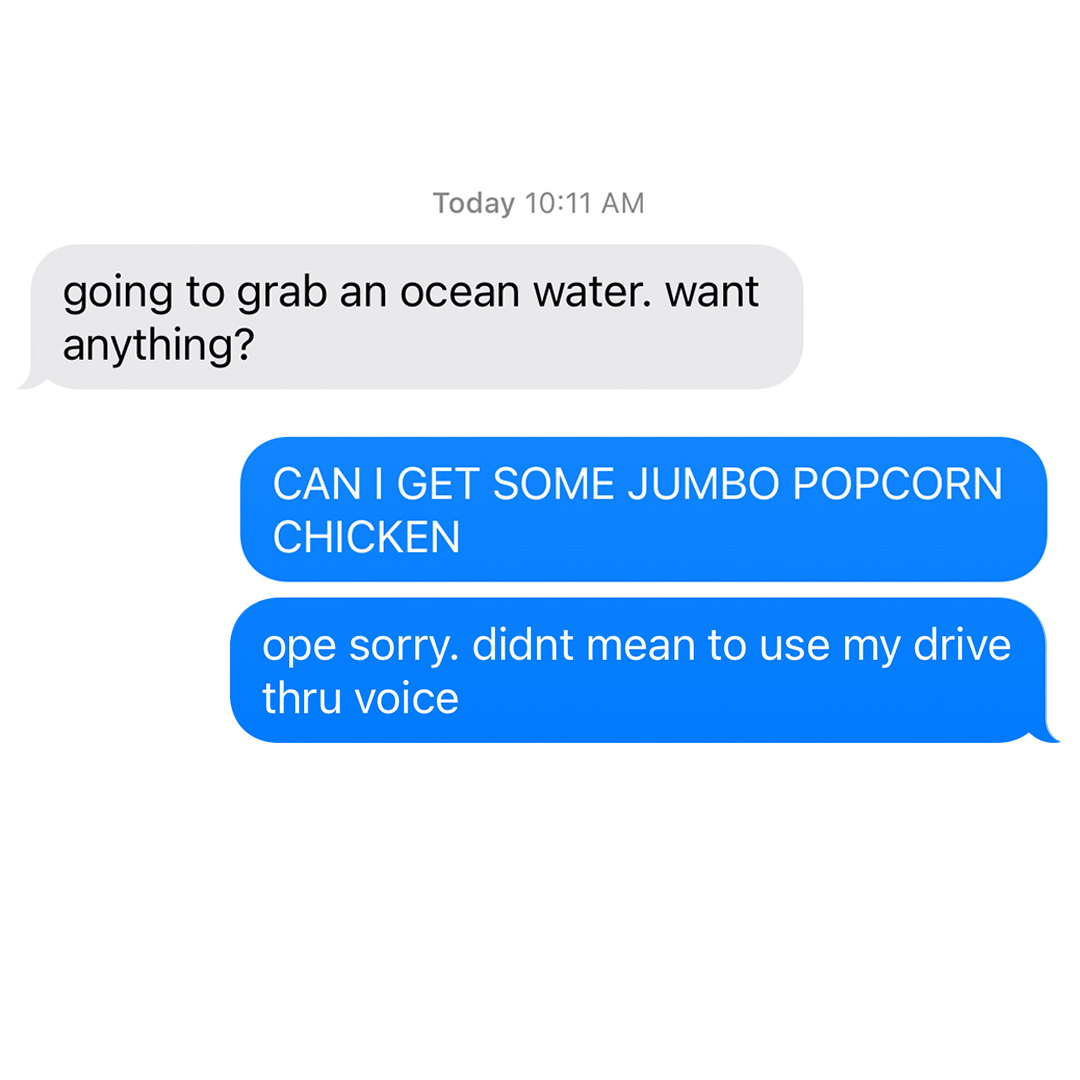 Today 10:11 AM
going to grab an ocean water. want
anything?
CAN I GET SOME JUMBO POPCORN
CHICKEN
ope sorry. didnt mean to use my drive
thru voice